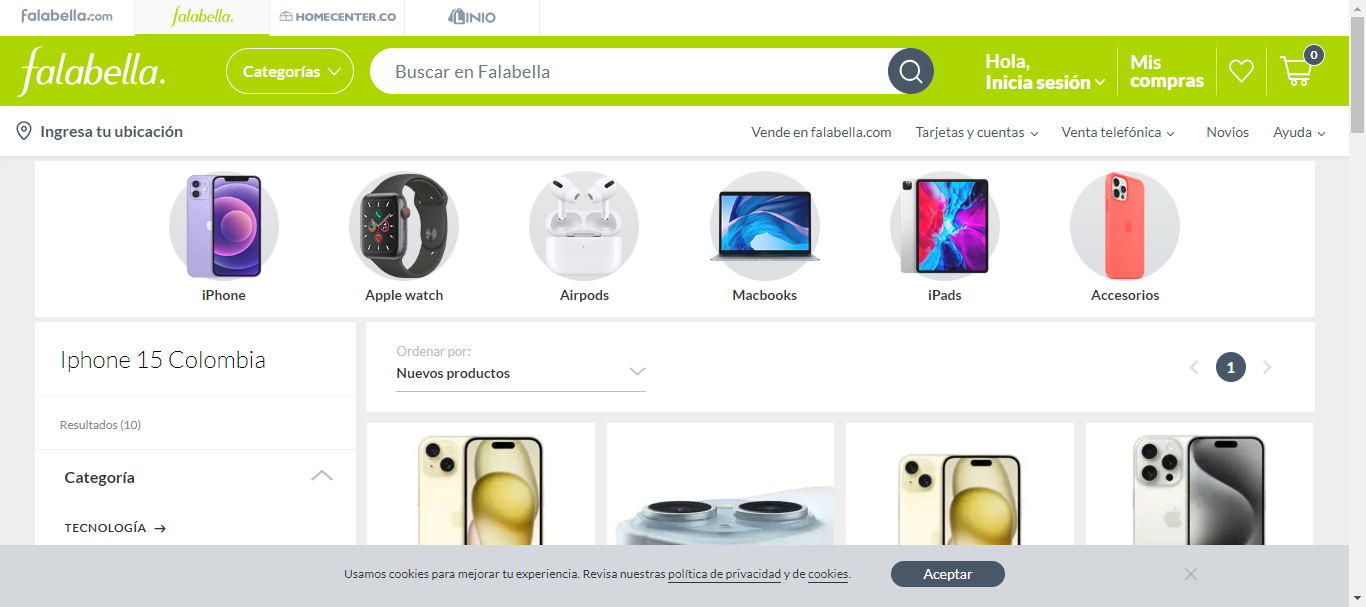 falabella.com
falabella.
HOMECENTER.CO
LINIO
falabella.
Categorías
Buscar en Falabella
Hola,
Inicia sesión
Mis
compras
0
Ingresa tu ubicación
Vende en falabella.com
Tarjetas y cuentas
Venta telefónica
Novios
Ayuda
iPhone
Apple watch
Airpods
Macbooks
iPads
Accesorios
Iphone 15 Colombia
Ordenar por:
Nuevos productos
1
Resultados (10)
Categoría
TECNOLOGÍA
Usamos cookies para mejorar tu experiencia. Revisa nuestras política de privacidad y de cookies.
Aceptar